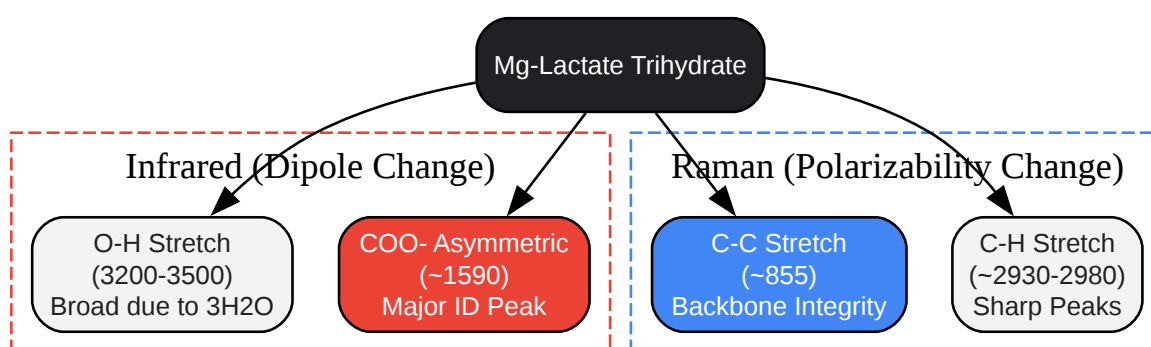 Mg-Lactate Trihydrate
Infrared (Dipole Change)
Raman (Polarizability Change)
O-H Stretch
(3200-3500)
Broad due to 3H2O
COO- Asymmetric
(~1590)
Major ID Peak
C-C Stretch
(~855)
Backbone Integrity
C-H Stretch
(~2930-2980)
Sharp Peaks